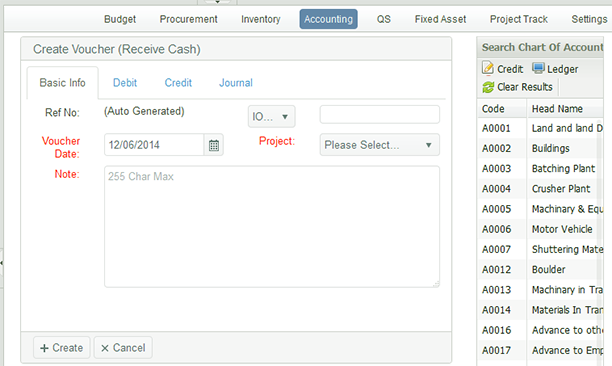 Budget Procurement Inventory Accounting QS Fixed Asset Project Track Settings
Create Voucher (Receive Cash)
Basic Info Debit Credit Journal
Ref No: (Auto Generated) IO...
Voucher Date: 12/06/2014 Project: Please Select...
Note: 255 Char Max
+ Create × Cancel
Search Chart Of Account
Credit Ledger
Clear Results
Code Head Name
A0001 Land and land D
A0002 Buildings
A0003 Batching Plant
A0004 Crusher Plant
A0005 Machinery & Equ
A0006 Motor Vehicle
A0007 Shuttering Mate
A0012 Boulder
A0013 Machinery in Tra
A0014 Materials In Tran
A0016 Advance to othe
A0017 Advance to Emp